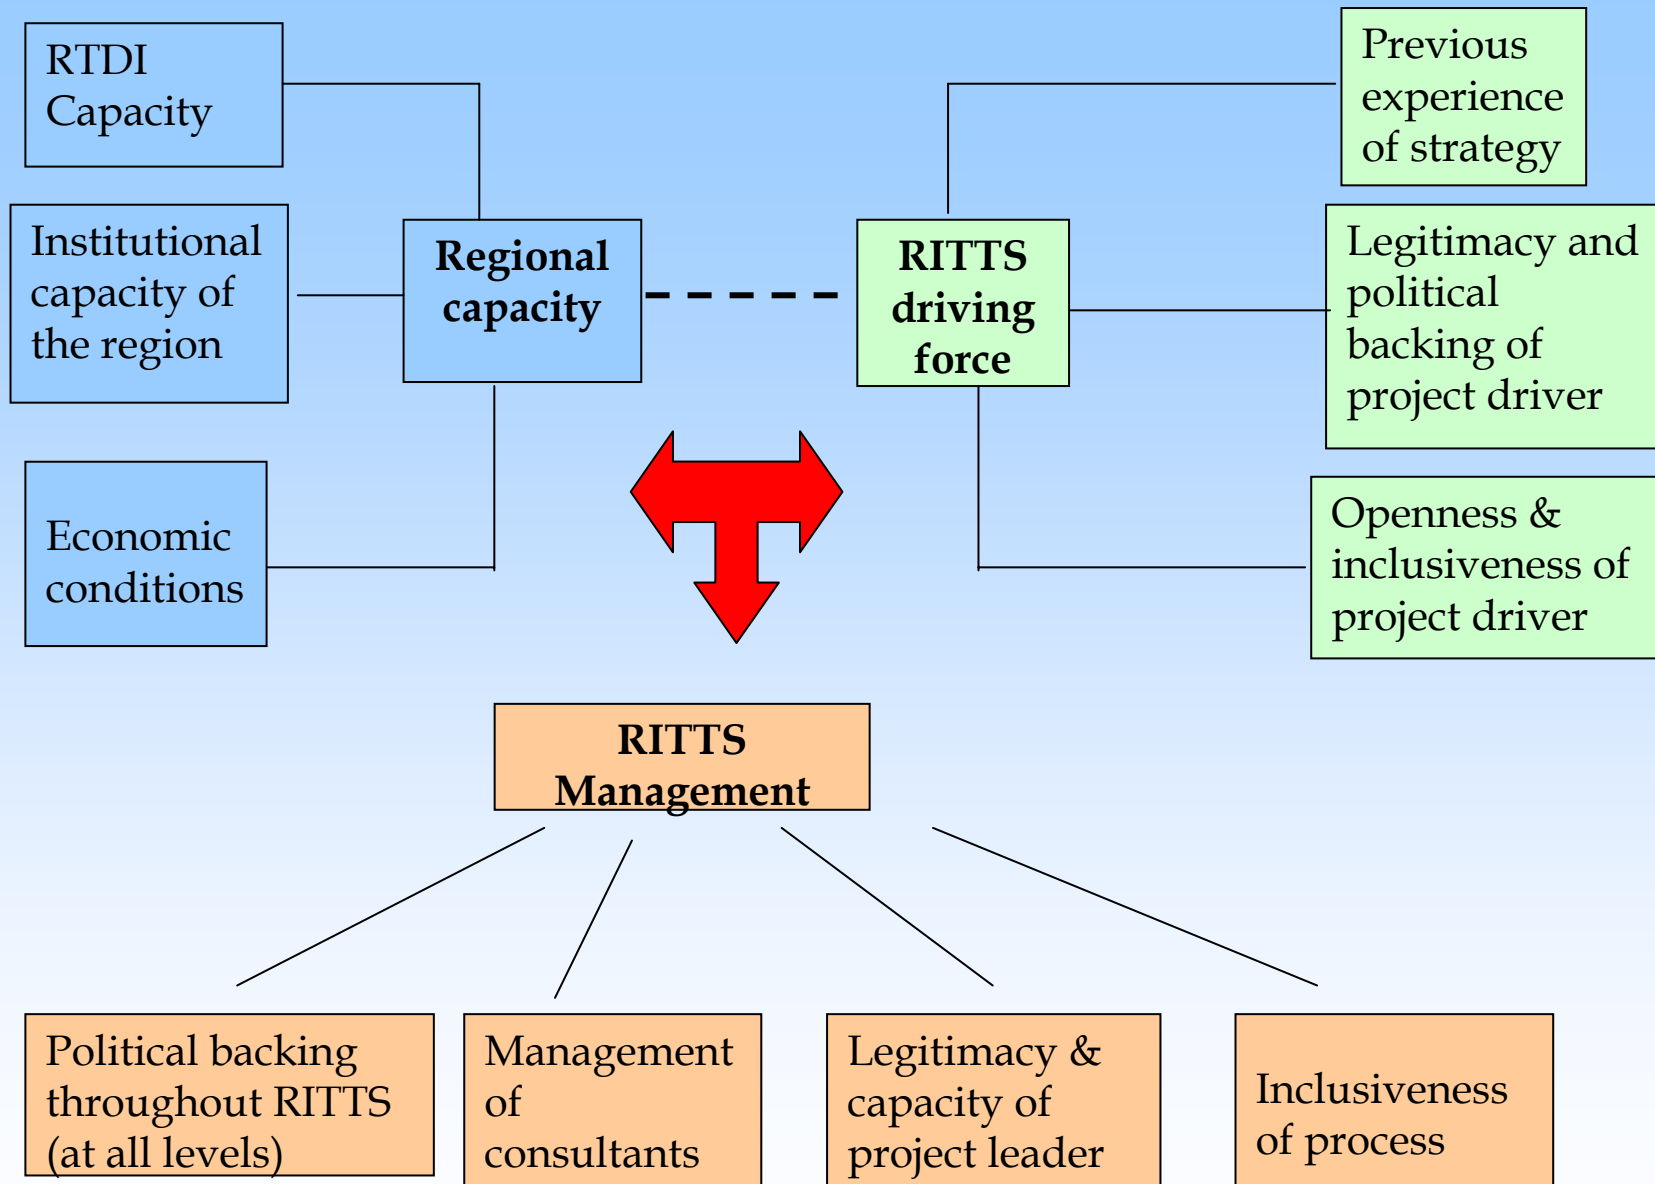 RTDI
Capacity
Previous
experience
of strategy
Institutional
capacity of
the region
Regional
capacity
RITTS
driving
force
Legitimacy and
political
backing of
project driver
Economic
conditions
Openness &
inclusiveness of
project driver
RITTS
Management
Political backing
throughout RITTS
(at all levels)
Management
of
consultants
Legitimacy &
capacity of
project leader
Inclusiveness
of process